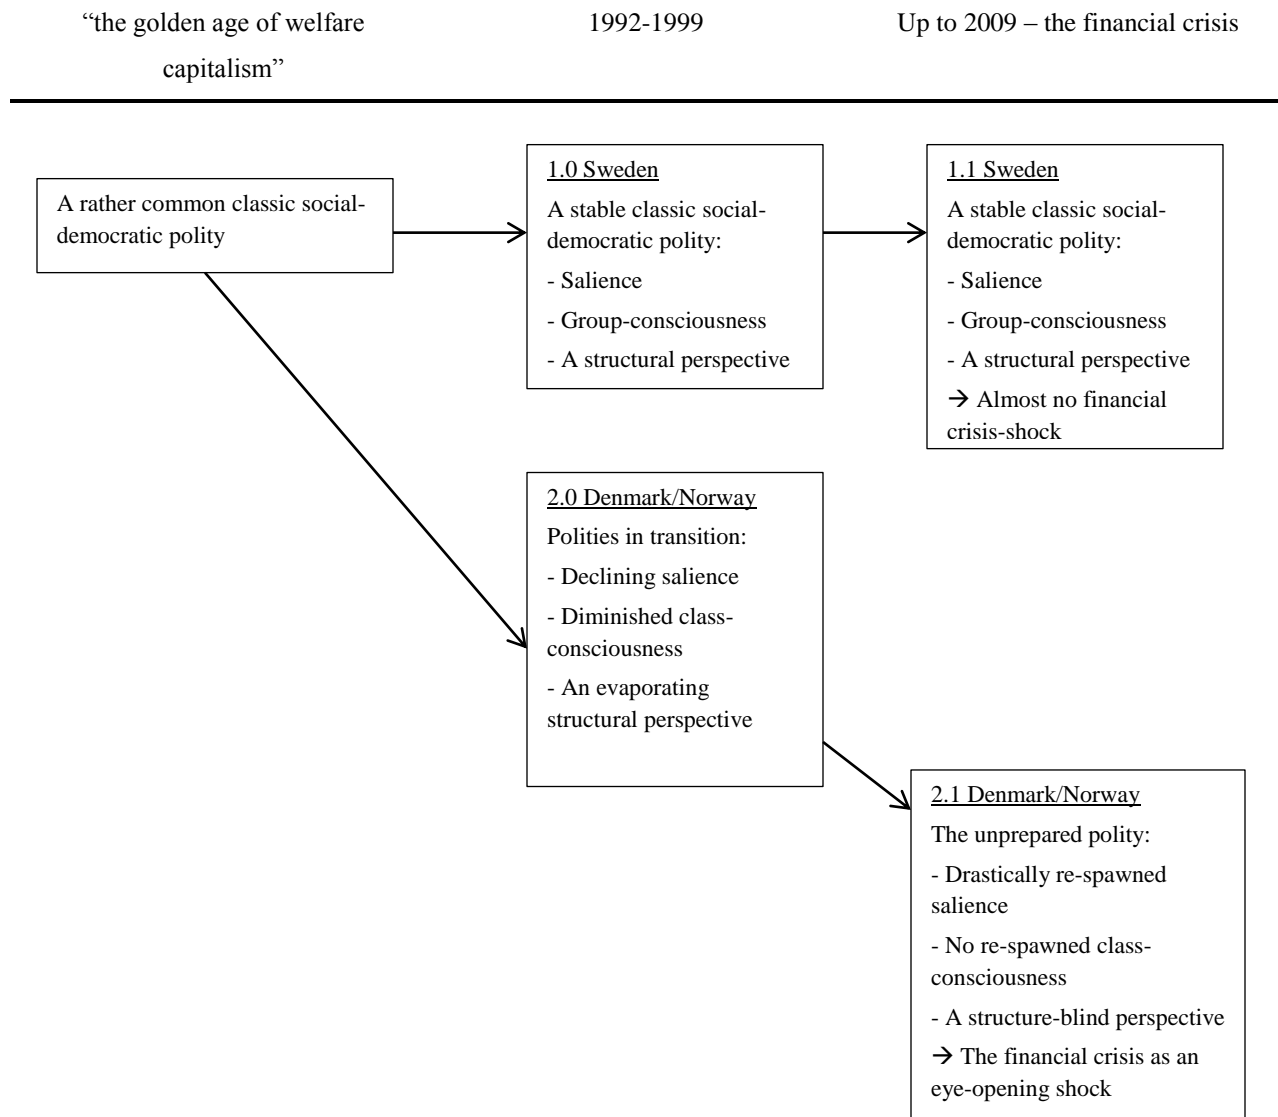 “the golden age of welfare
capitalism”
1992-1999
Up to 2009 – the financial crisis
A rather common classic social-
democratic polity
1.0 Sweden
A stable classic social-
democratic polity:
- Salience
- Group-consciousness
- A structural perspective
1.1 Sweden
A stable classic social-
democratic polity:
- Salience
- Group-consciousness
- A structural perspective
→ Almost no financial
crisis-shock
2.0 Denmark/Norway
Polities in transition:
- Declining salience
- Diminished class-
consciousness
- An evaporating
structural perspective
2.1 Denmark/Norway
The unprepared polity:
- Drastically re-spawned
salience
- No re-spawned class-
consciousness
- A structure-blind perspective
→ The financial crisis as an
eye-opening shock